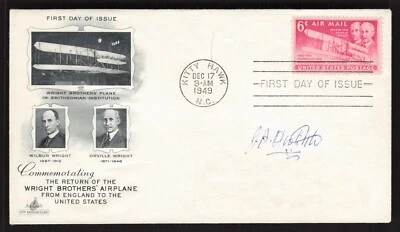 FIRST DAY OF ISSUE
WRIGHT BROTHERS' PLANE
IN SMITHSONIAN INSTITUTION
WILBUR WRIGHT
1867-1912
ORVILLE WRIGHT
1871-1948
Commemorating
THE RETURN OF THE
WRIGHT BROTHERS' AIRPLANE
FROM ENGLAND TO THE
UNITED STATES
KITTY HAWK
DEC 17
9-AM
1949
N.C.
6¢ AIR MAIL
UNITED STATES POSTAGE
FIRST DAY OF ISSUE